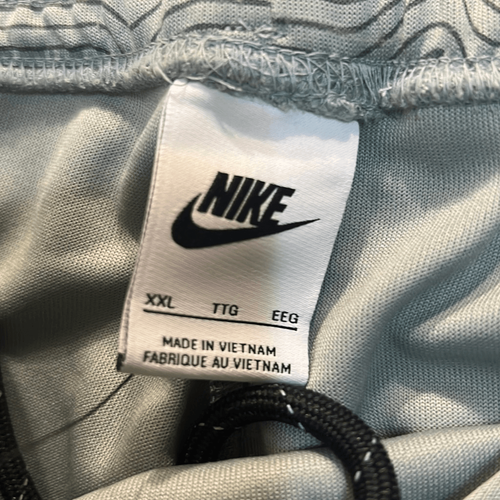 NIKE
XXL TTG EEG
MADE IN VIETNAM
FABRIQUE AU VIETNAM